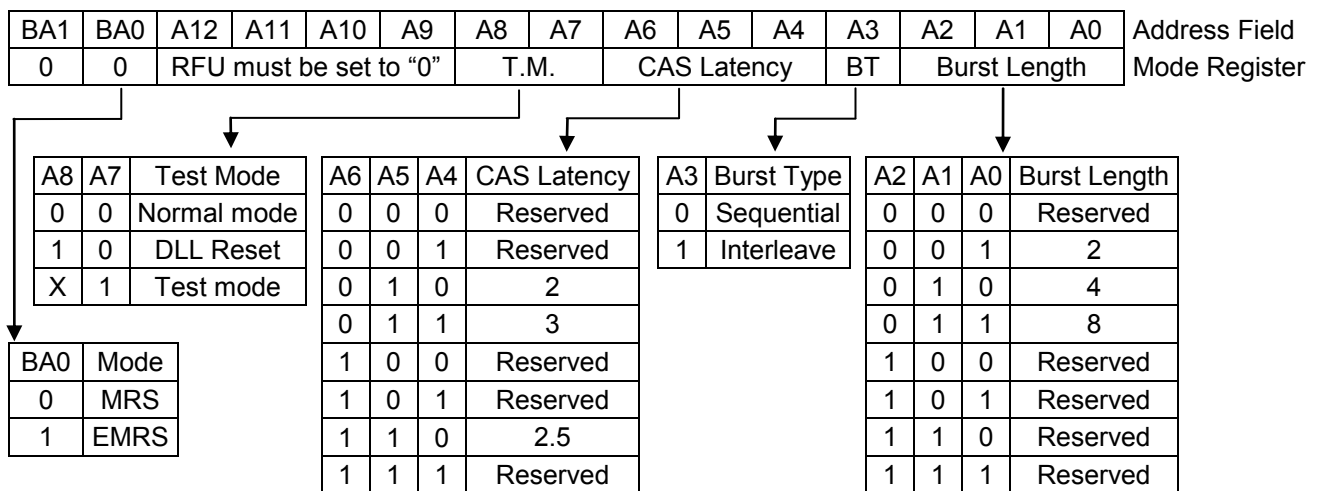 BA1 BA0 A12 A11 A10 A9 A8 A7 A6 A5 A4 A3 A2 A1 A0 Address Field
0 0 RFU must be set to “0” T.M. CAS Latency BT Burst Length Mode Register
A8 A7 Test Mode
0 0 Normal mode
1 0 DLL Reset
X 1 Test mode
BA0 Mode
0 MRS
1 EMRS
A6 A5 A4 CAS Latency
0 0 0 Reserved
0 0 1 Reserved
0 1 0 2
0 1 1 3
1 0 0 Reserved
1 0 1 Reserved
1 1 0 2.5
1 1 1 Reserved
A3 Burst Type
0 Sequential
1 Interleave
A2 A1 A0 Burst Length
0 0 0 Reserved
0 0 1 2
0 1 0 4
0 1 1 8
1 0 0 Reserved
1 0 1 Reserved
1 1 0 Reserved
1 1 1 Reserved